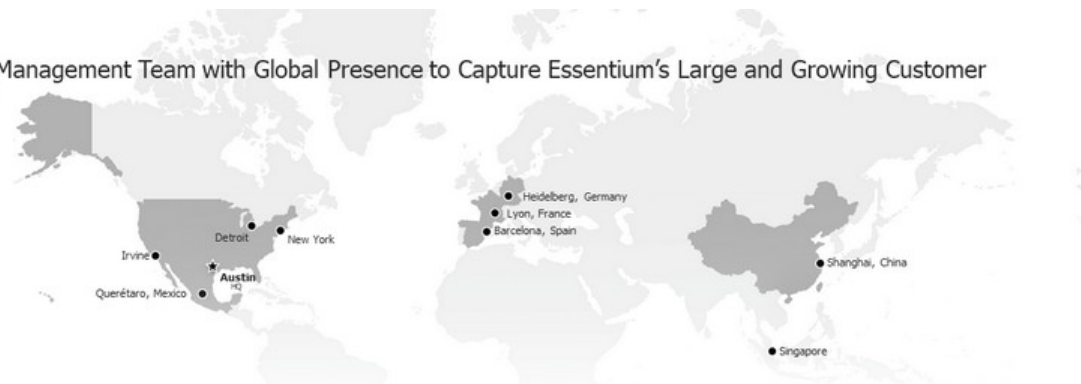 Management Team with Global Presence to Capture Essentium's Large and Growing Customer
Heidelberg, Germany
Lyon, France
Barcelona, Spain
Detroit
New York
Irvine
Austin
HQ
Querétaro, Mexico
Shanghai, China
Singapore